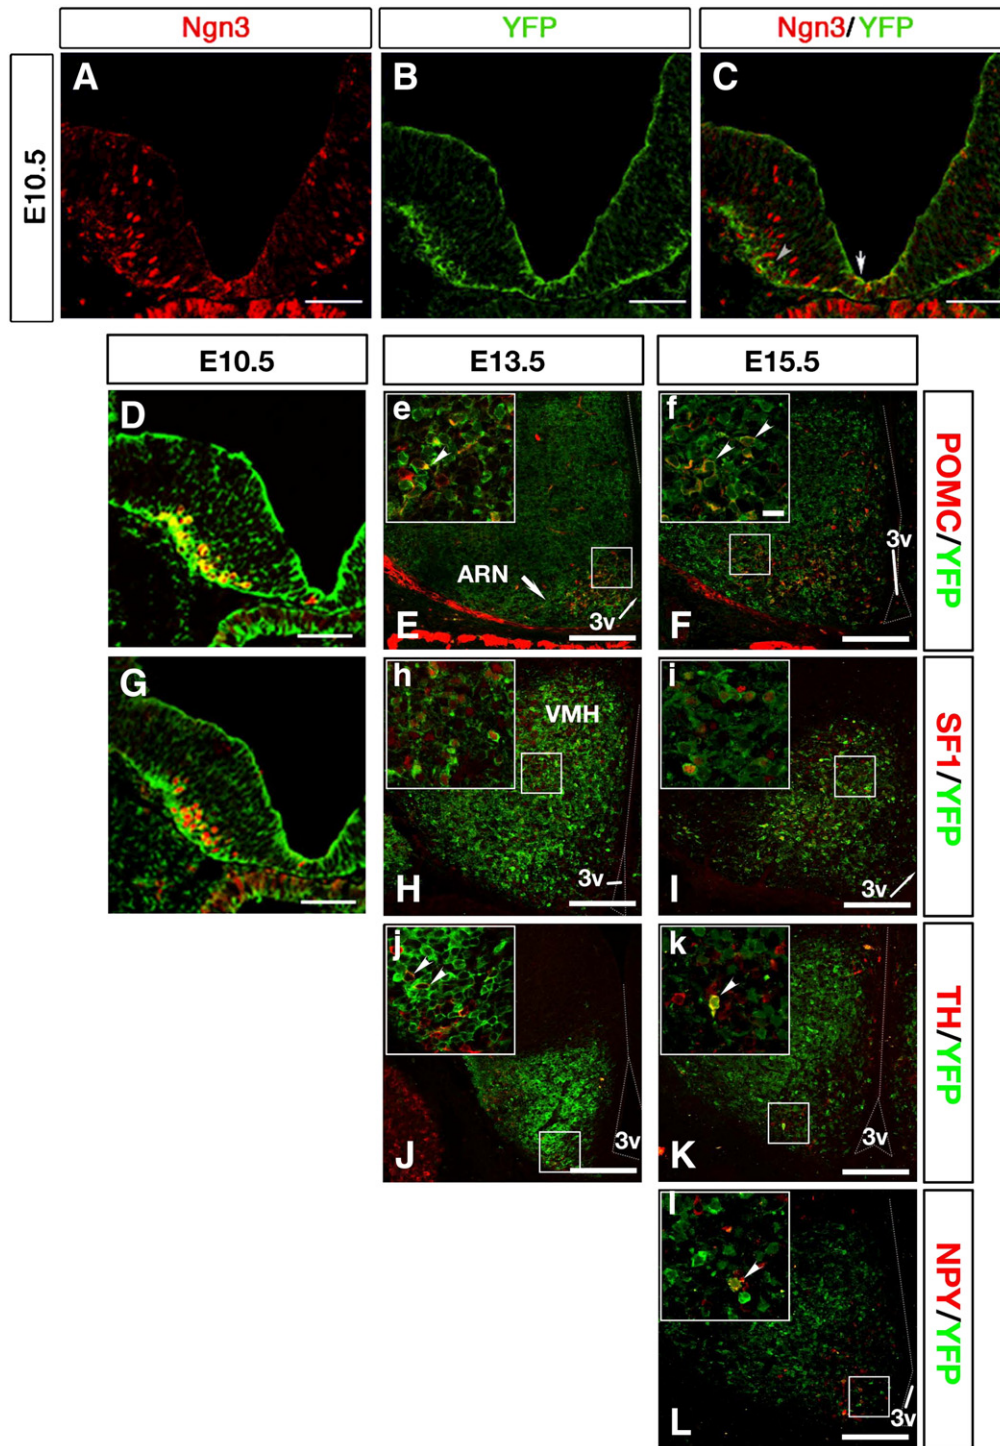 Ngn3
YFP
Ngn3/YFP
E10.5
A
B
C
E10.5
E13.5
E15.5
D
e
ARN
3v
E
f
3v
F
POMC/YFP
G
h
VMH
3v
H
i
3v
I
SF1/YFP
j
3v
J
k
3v
K
TH/YFP
l
3v
L
NPY/YFP